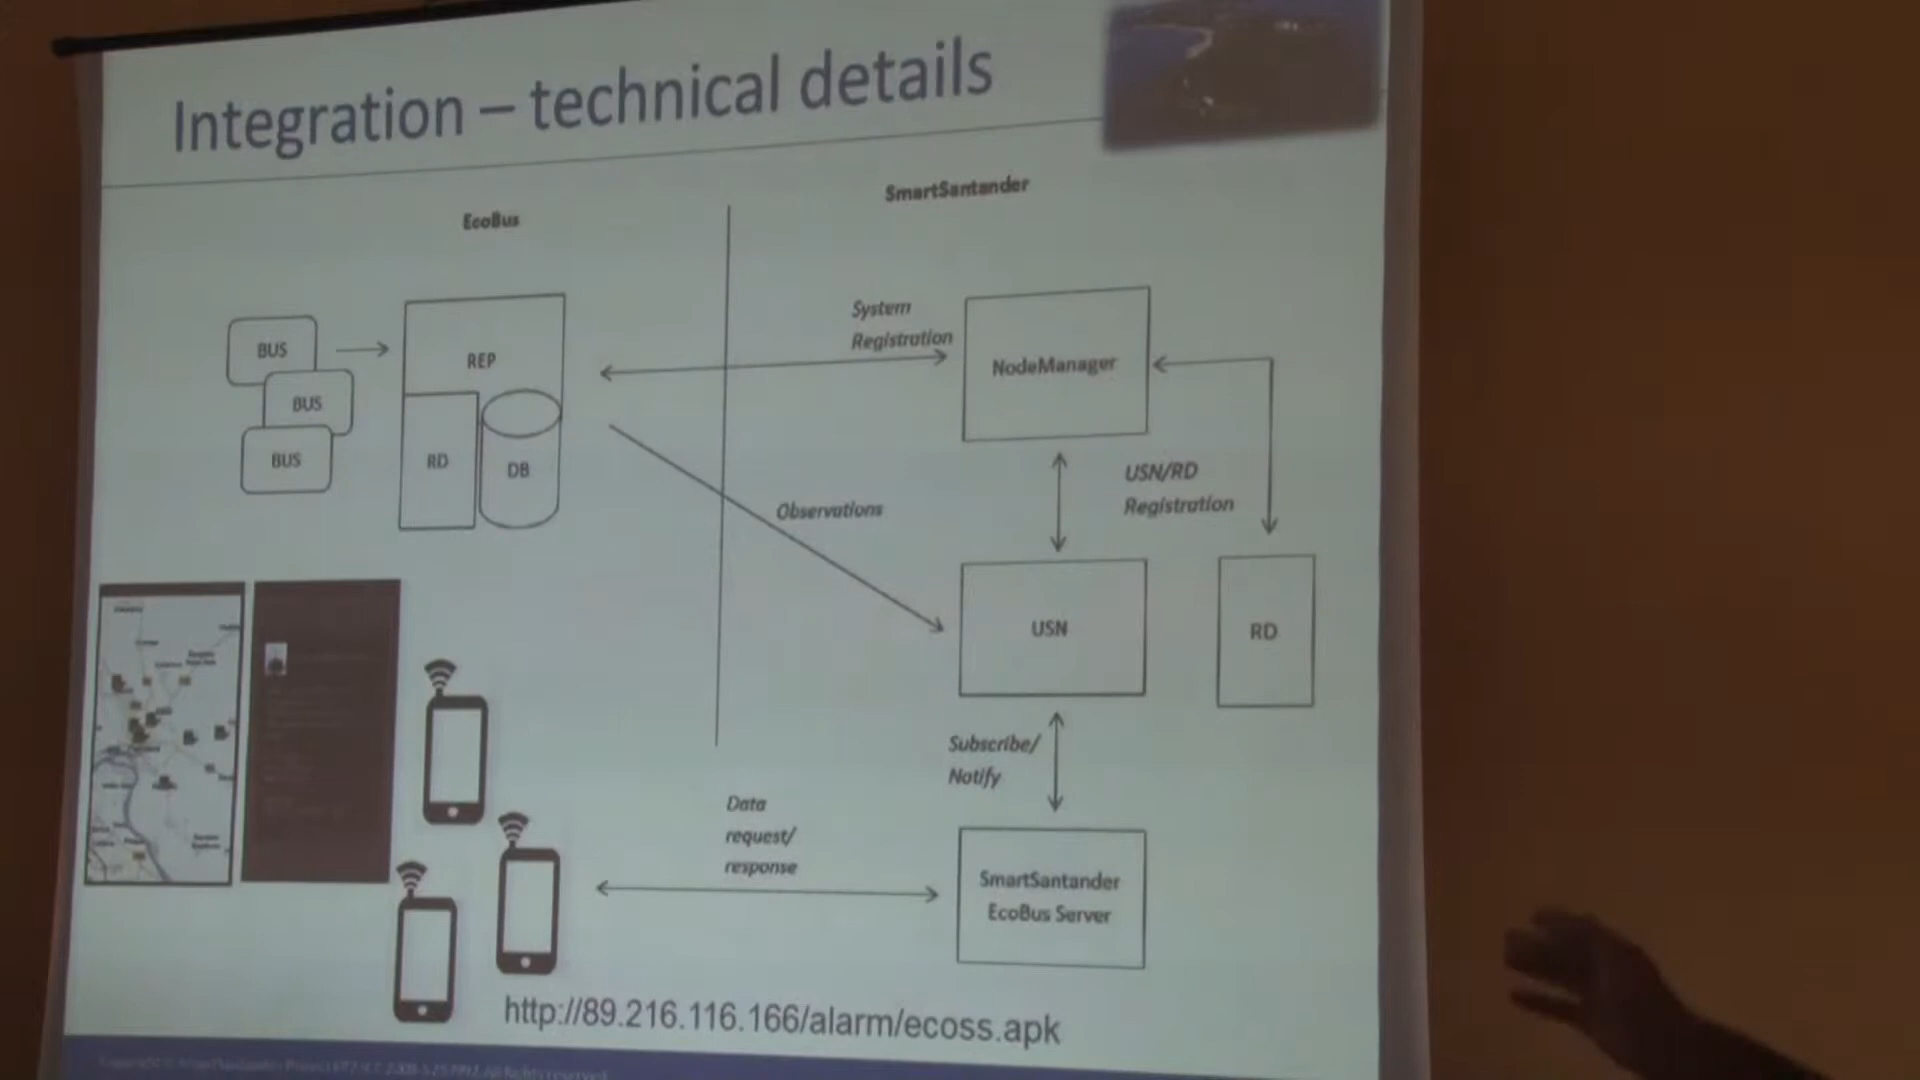 Integration – technical details
EcoBus
SmartSantander
BUS
BUS
BUS
REP
RD
DB
System
Registration
NodeManager
USN/RD
Registration
Observations
USN
RD
Subscribe/
Notify
Data
request/
response
SmartSantander
EcoBus Server
http://89.216.116.166/alarm/ecoss.apk